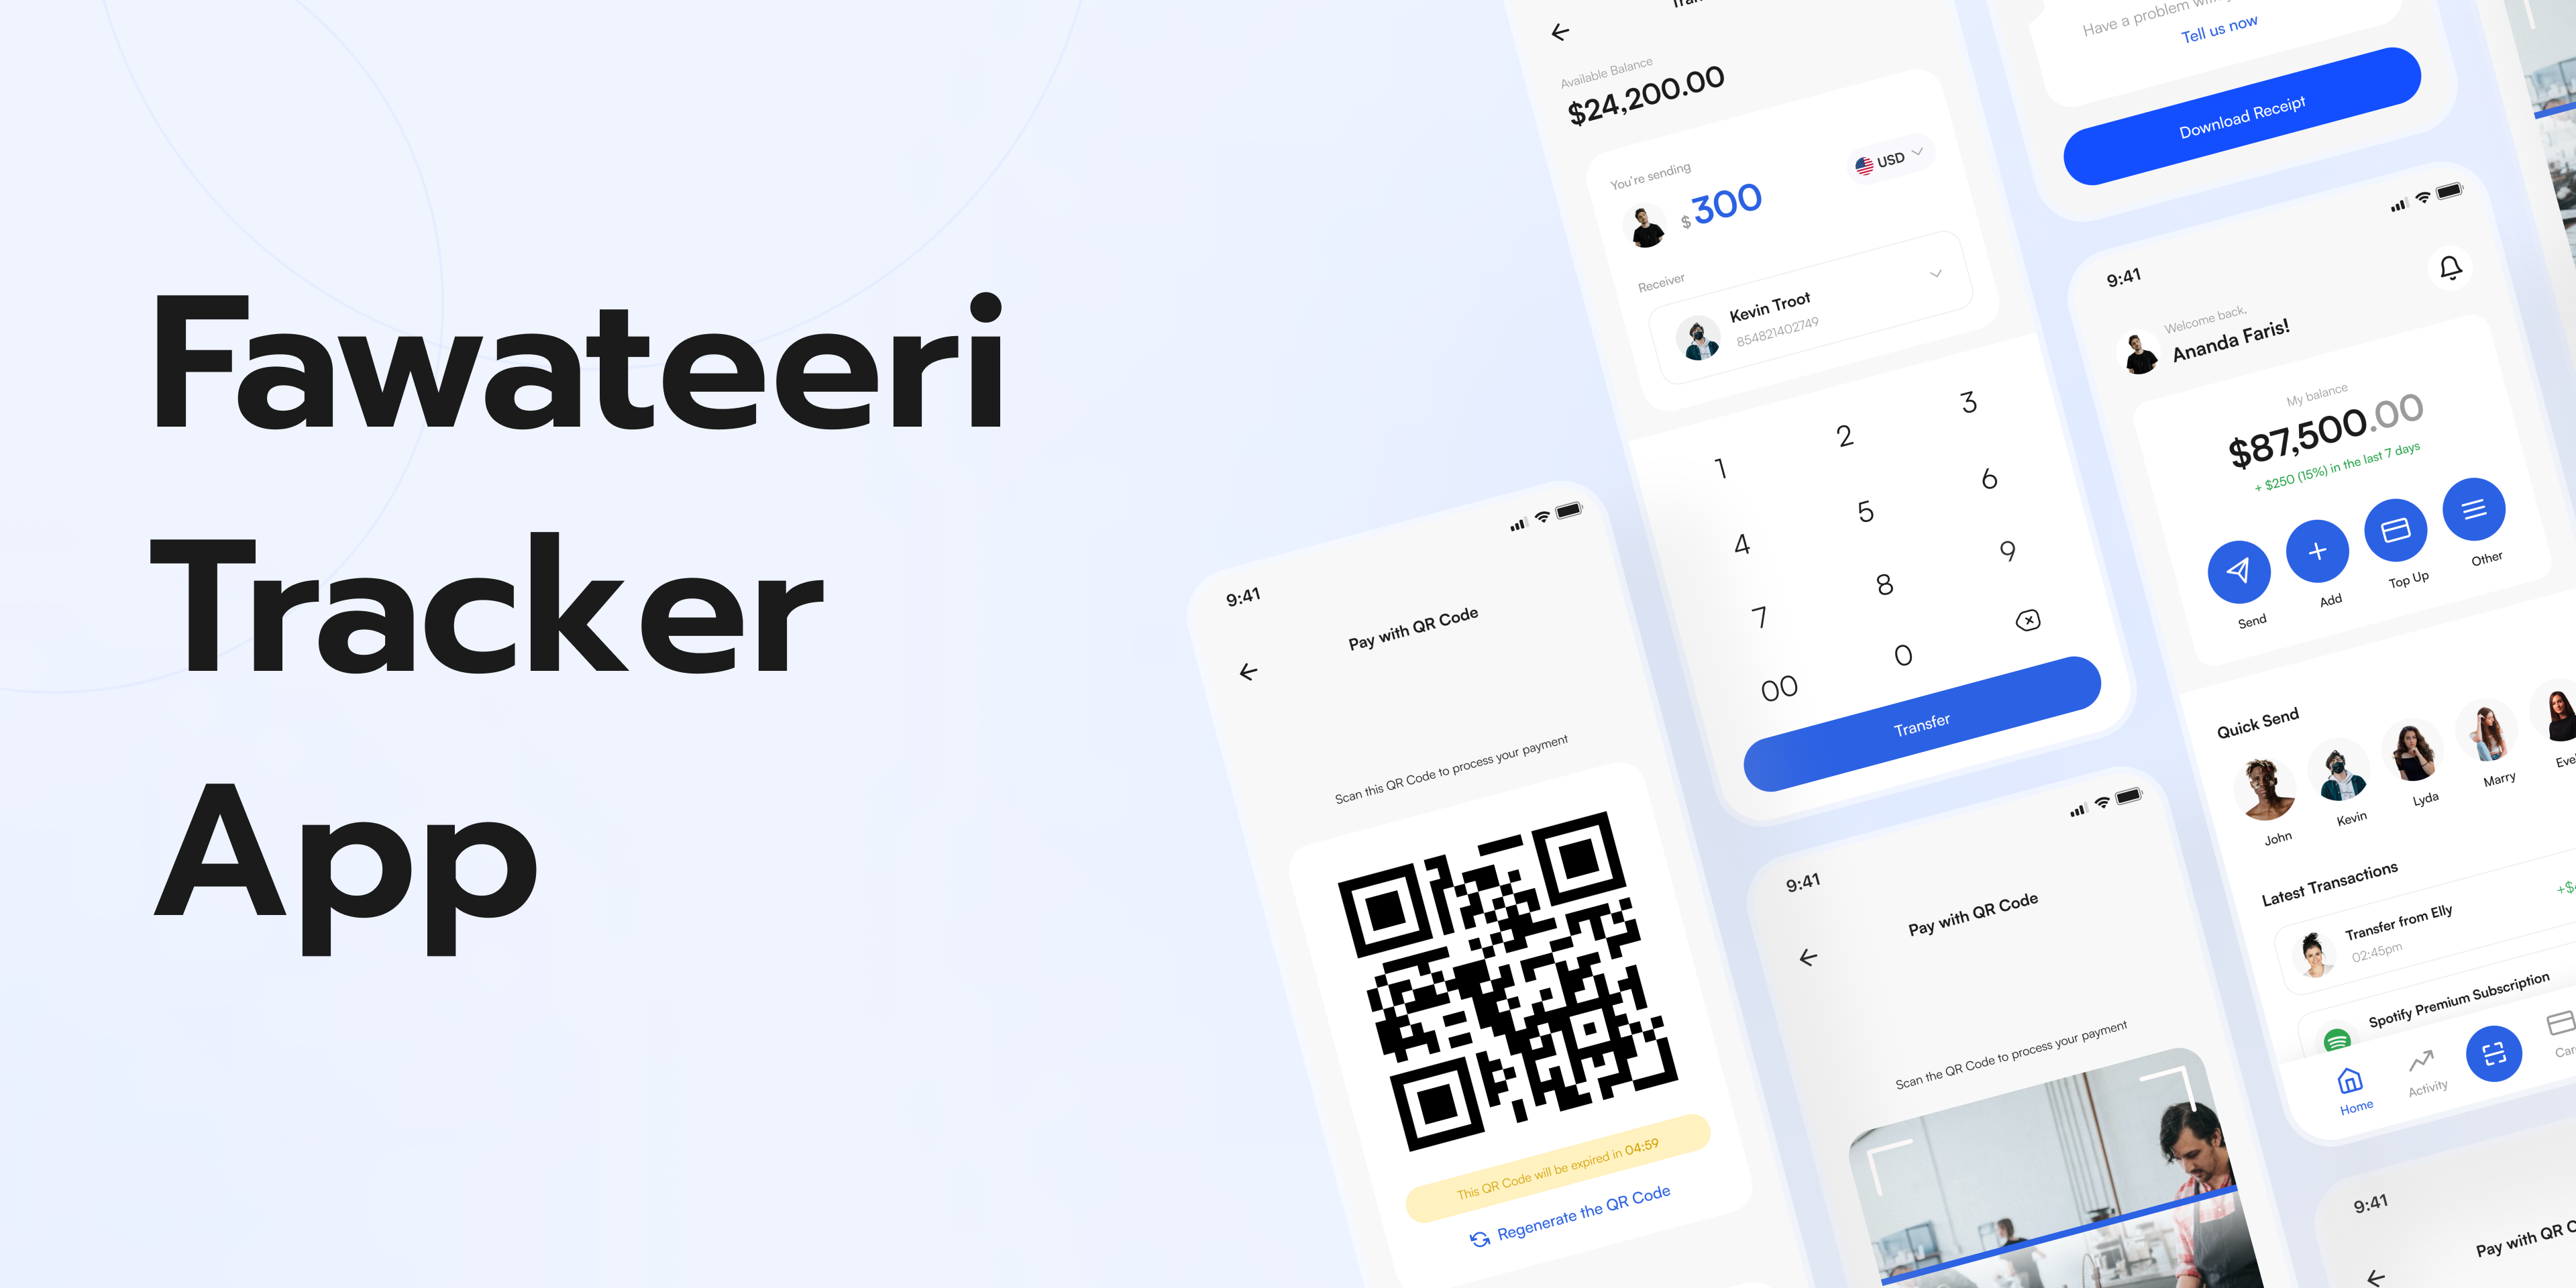 Fawateeri
Tracker
App
9:41
Pay with QR Code
Scan this QR Code to process your payment
This QR Code will be expired in 04:59
Regenerate the QR Code
Available Balance
$24,200.00
You're sending
$ 300
USD
Receiver
Kevin Troot
854821402749
1 2 3
4 5 6
7 8 9
00 0
Transfer
9:41
Pay with QR Code
Scan the QR Code to process your payment
Have a problem
Tell us now
Download Receipt
9:41
Welcome back,
Ananda Faris!
My balance
$87,500.00
+ $250 (15%) in the last 7 days
Send Add Top Up Other
Quick Send
John Kevin Lyda Marry
Latest Transactions
Transfer from Elly
02:45pm
Spotify Premium Subscription
Home Activity
9:41
Pay with QR